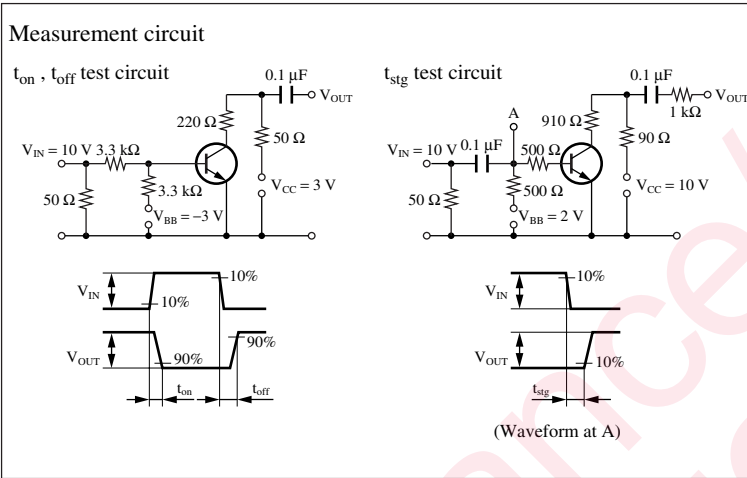 Measurement circuit
t_on , t_off test circuit
0.1 µF
V_OUT
220 Ω
50 Ω
V_IN = 10 V 3.3 kΩ
3.3 kΩ
50 Ω
V_CC = 3 V
V_BB = −3 V
V_IN
10%
10%
V_OUT
90%
90%
t_on
t_off
t_stg test circuit
0.1 µF
V_OUT
1 kΩ
A
910 Ω
90 Ω
V_IN = 10 V
0.1 µF
500 Ω
500 Ω
50 Ω
V_CC = 10 V
V_BB = 2 V
V_IN
10%
V_OUT
10%
t_stg
(Waveform at A)